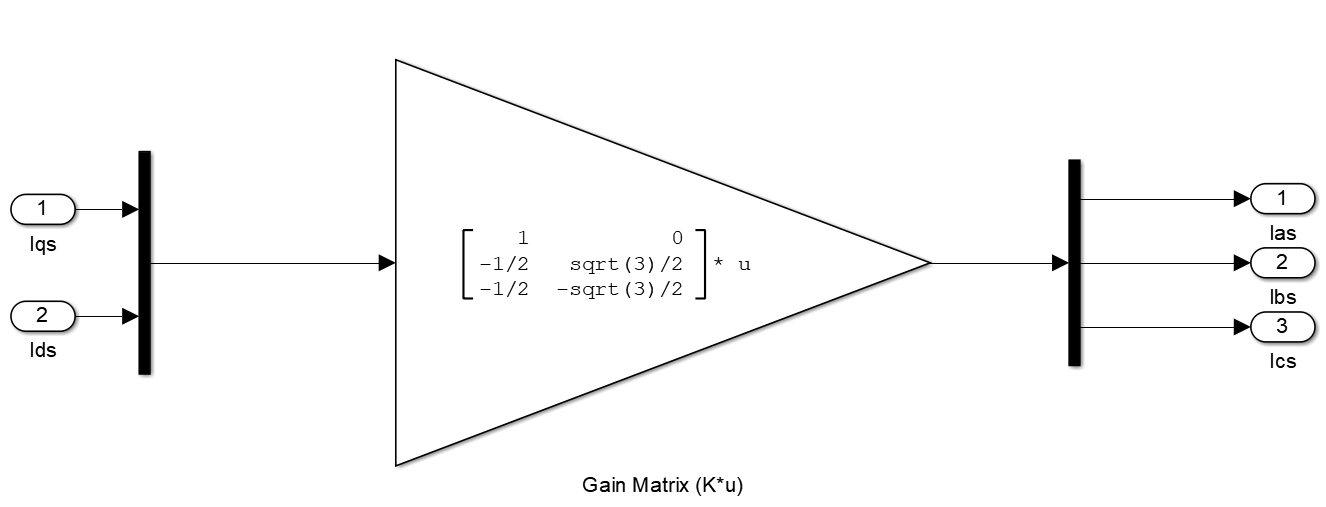 1
Iqs
2
Ids
1 0
-1/2 sqrt(3)/2 * u
-1/2 -sqrt(3)/2
Gain Matrix (K*u)
1
Ias
2
Ibs
3
Ics